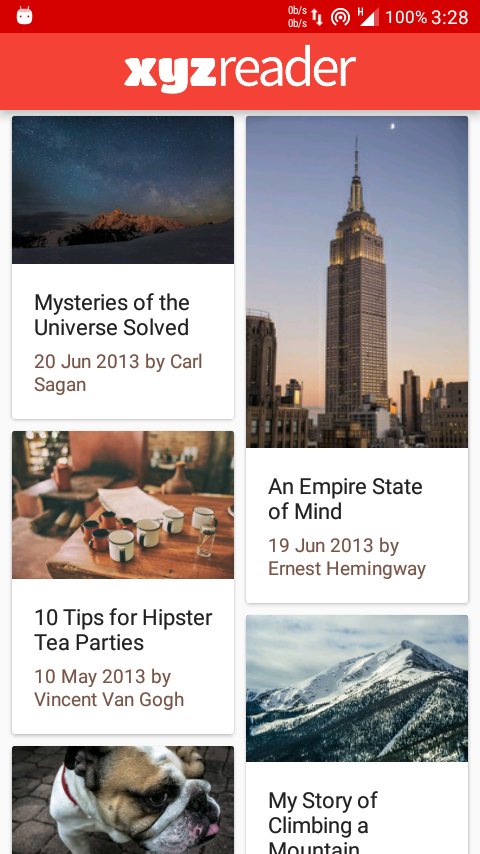 0b/s
0b/s
H
100% 3:28
xyzreader
Mysteries of the
Universe Solved
20 Jun 2013 by Carl
Sagan
An Empire State
of Mind
19 Jun 2013 by
Ernest Hemingway
10 Tips for Hipster
Tea Parties
10 May 2013 by
Vincent Van Gogh
My Story of
Climbing a
Mountain